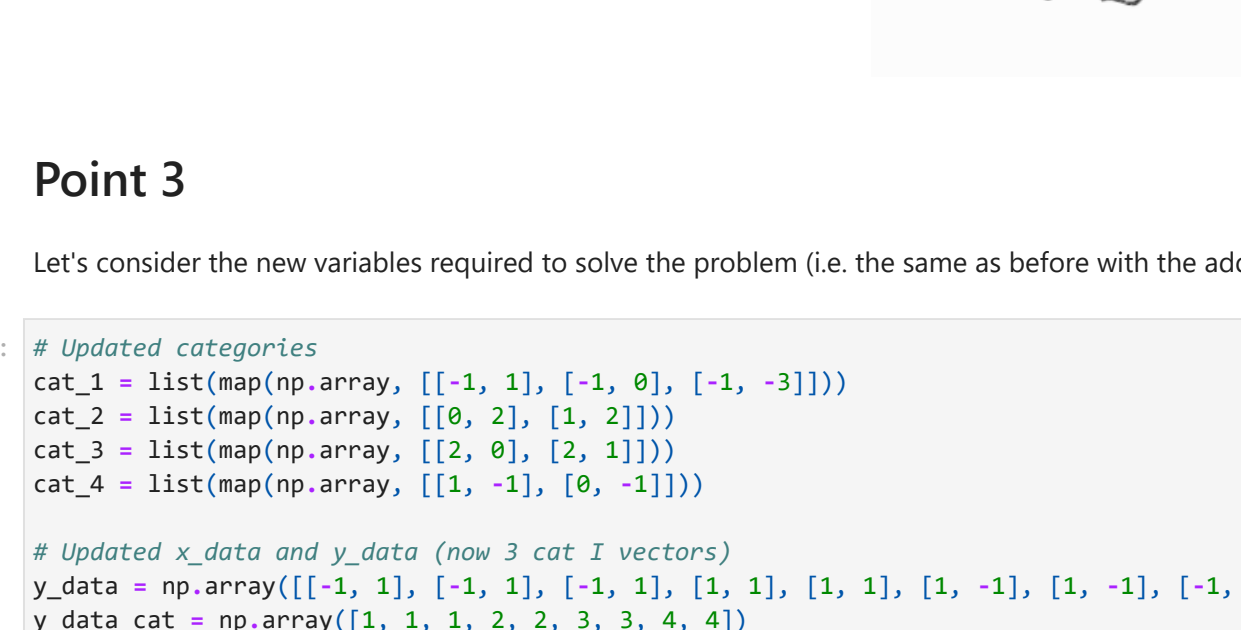 Point 3
Let's consider the new variables required to solve the problem (i.e. the same as before with the
:
# Updated categories
cat_1 = list(map(np.array, [[-1, 1], [-1, 0], [-1, -3]]))
cat_2 = list(map(np.array, [[0, 2], [1, 2]]))
cat_3 = list(map(np.array, [[2, 0], [2, 1]]))
cat_4 = list(map(np.array, [[1, -1], [0, -1]]))
# Updated x_data and y_data (now 3 cat I vectors)
y_data = np.array([[-1, 1], [-1, 1], [-1, 1], [1, 1], [1, 1], [1, -1], [1, -1], [-1,
y_data_cat = np.array([1, 1, 1, 2, 2, 3, 3, 4, 4])